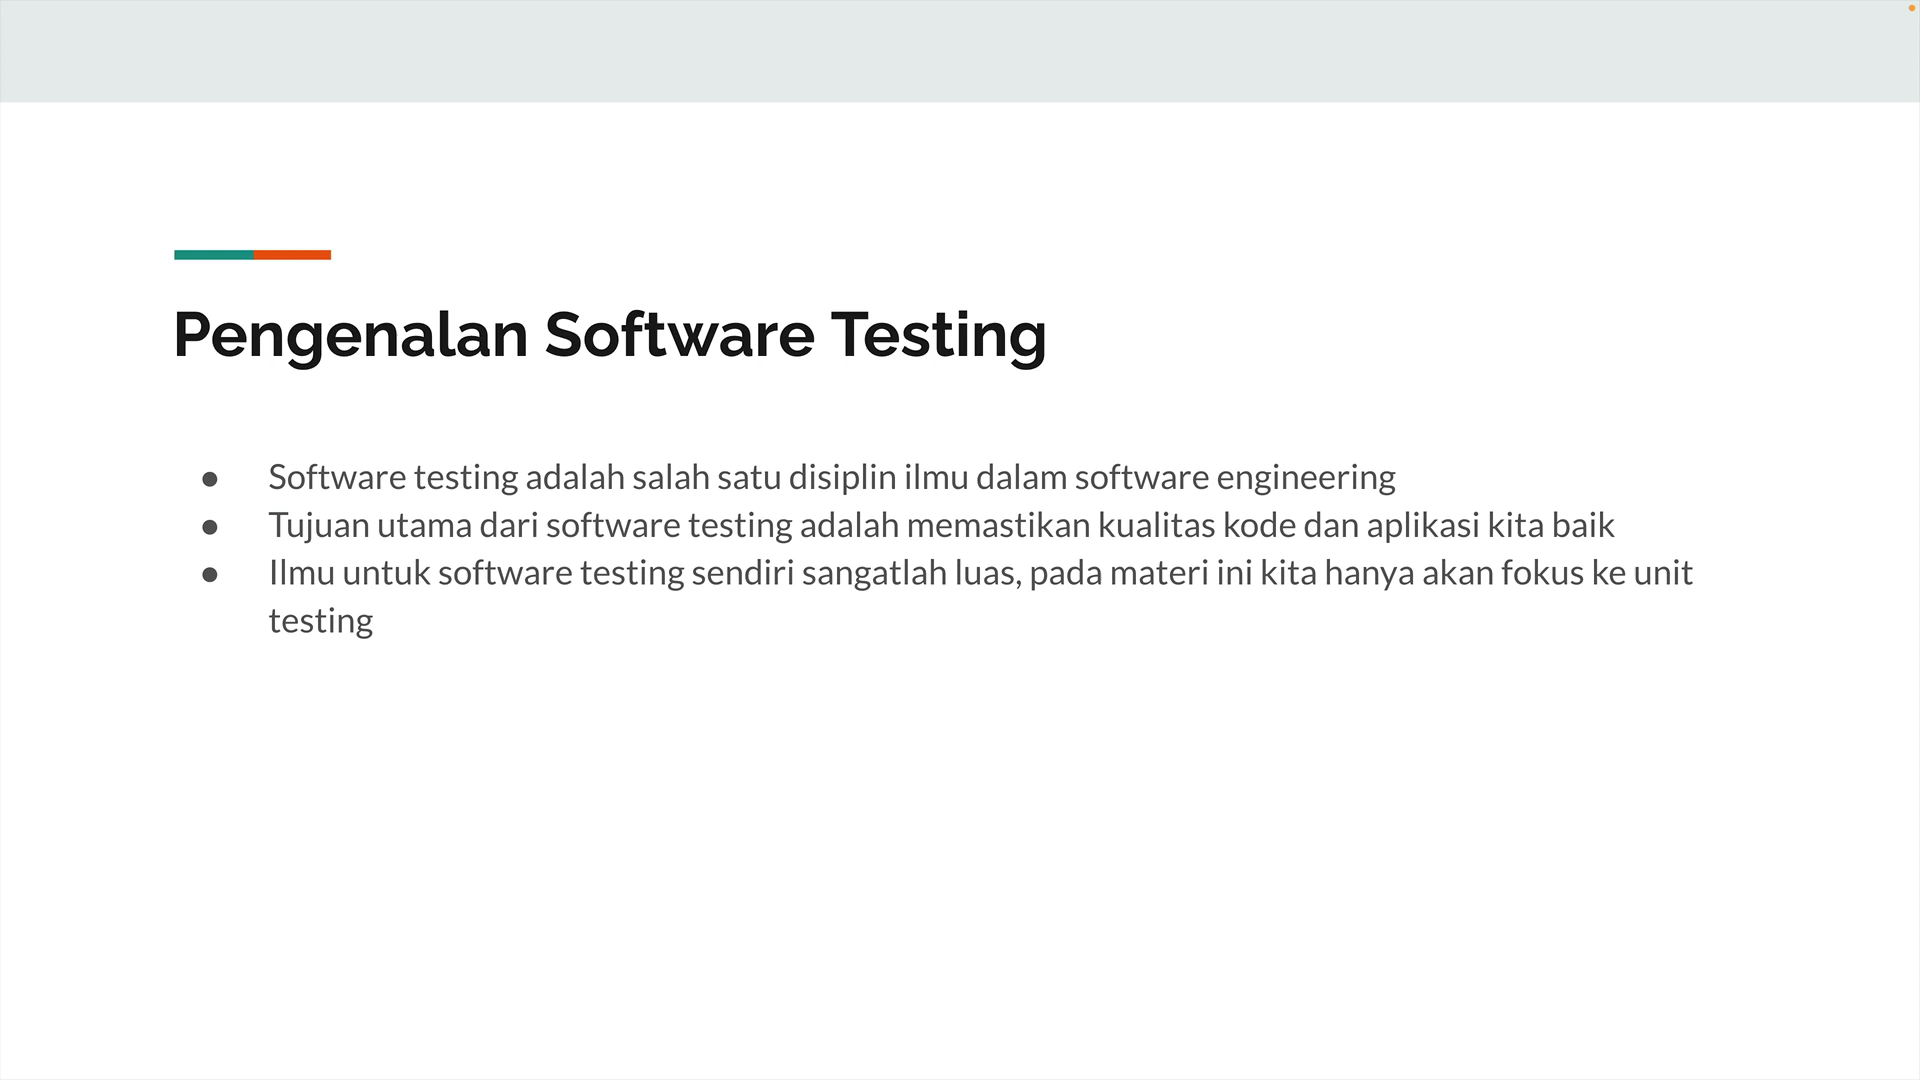 Pengenalan Software Testing
● Software testing adalah salah satu disiplin ilmu dalam software engineering
● Tujuan utama dari software testing adalah memastikan kualitas kode dan aplikasi kita baik
● Ilmu untuk software testing sendiri sangatlah luas, pada materi ini kita hanya akan fokus ke unit
testing